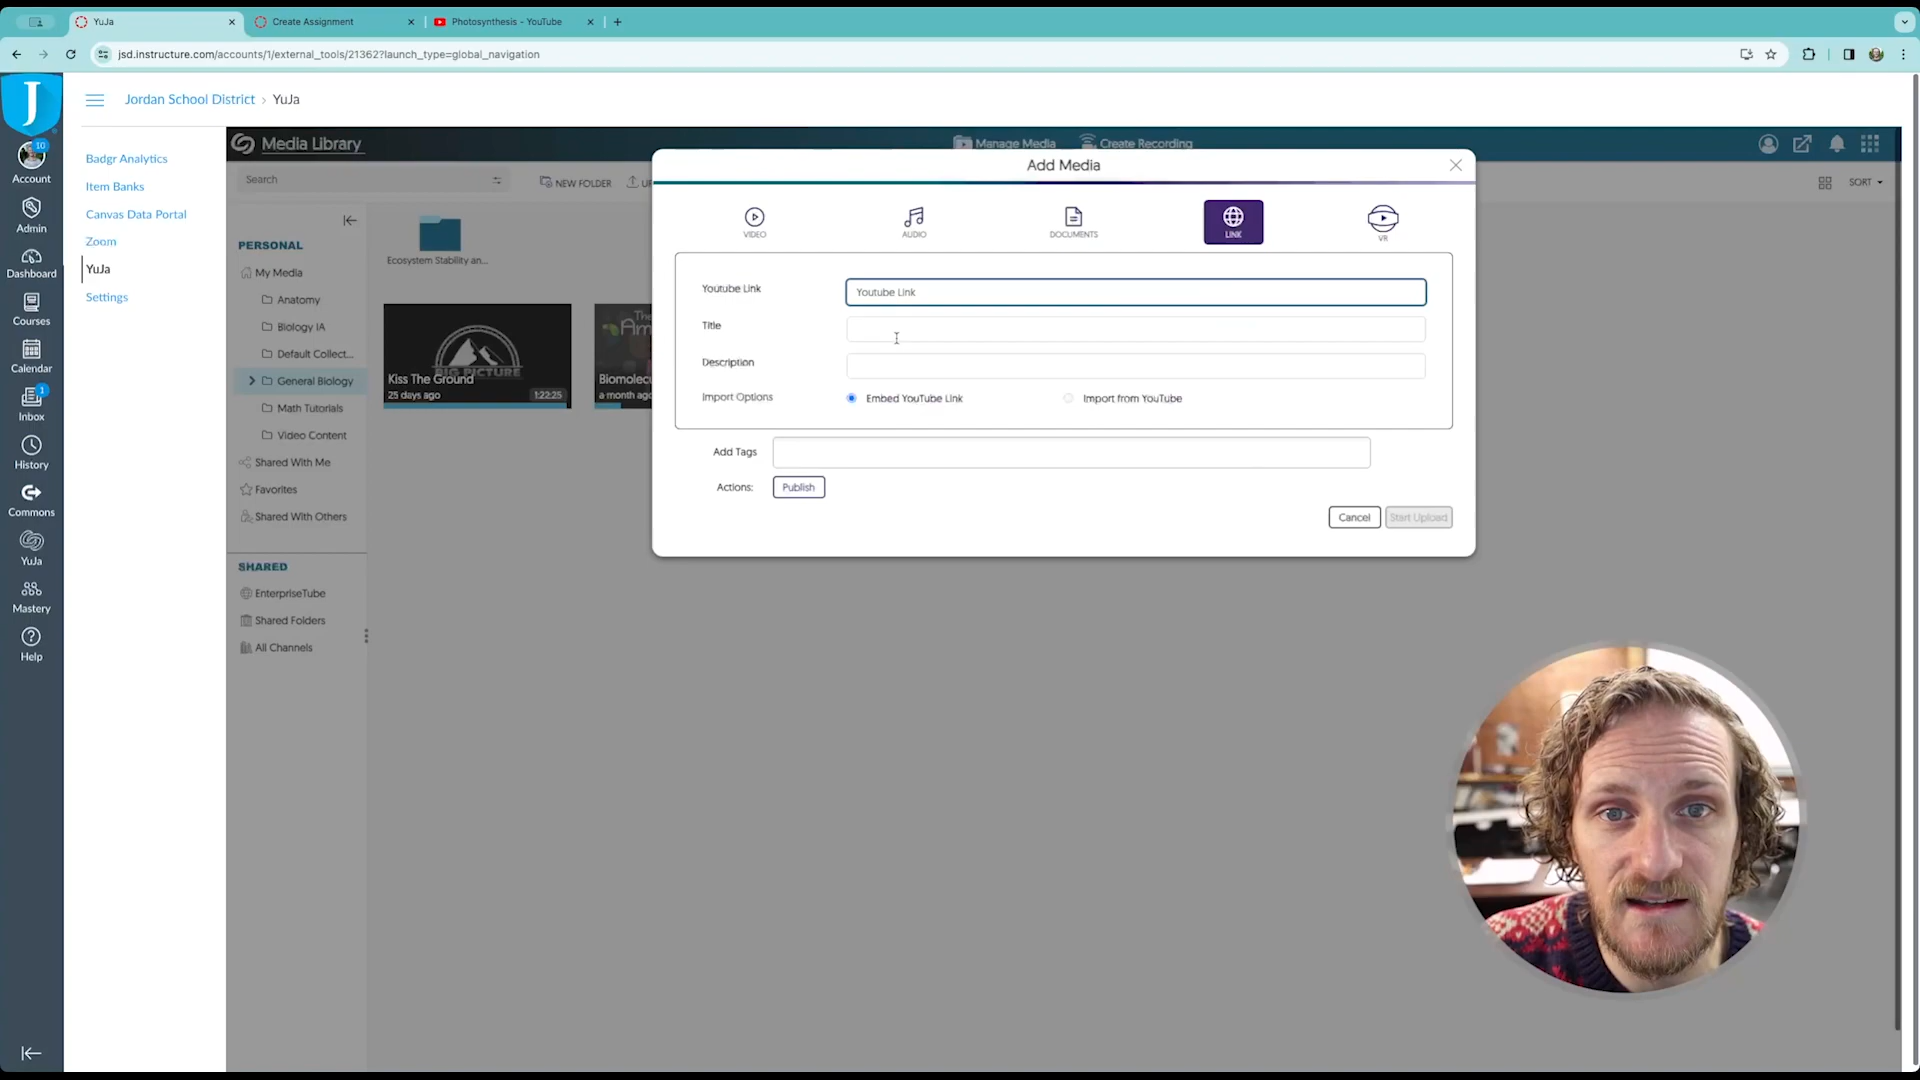 YuJa
Create Assignment
Photosynthesis - YouTube
jsd.instructure.com/accounts/1/external_tools/21362?launch_type=global_navigation
J
Jordan School District › YuJa
10
Account
Admin
Dashboard
Courses
Calendar
1
Inbox
History
Commons
YuJa
Mastery
Help
Badgr Analytics
Item Banks
Canvas Data Portal
Zoom
YuJa
Settings
Media Library
Manage Media
Create Recording
Search
NEW FOLDER
SORT
PERSONAL
My Media
Anatomy
Biology IA
Default Collect...
General Biology
Math Tutorials
Video Content
Shared With Me
Favorites
Shared With Others
SHARED
EnterpriseTube
Shared Folders
All Channels
Ecosystem Stability an...
BIG PICTURE
Kiss The Ground
25 days ago
1:22:25
a month ago
Add Media
VIDEO
AUDIO
DOCUMENTS
LINK
VR
Youtube Link
Youtube Link
Title
Description
Import Options
Embed YouTube Link
Import from YouTube
Add Tags
Actions:
Publish
Cancel
Start Upload